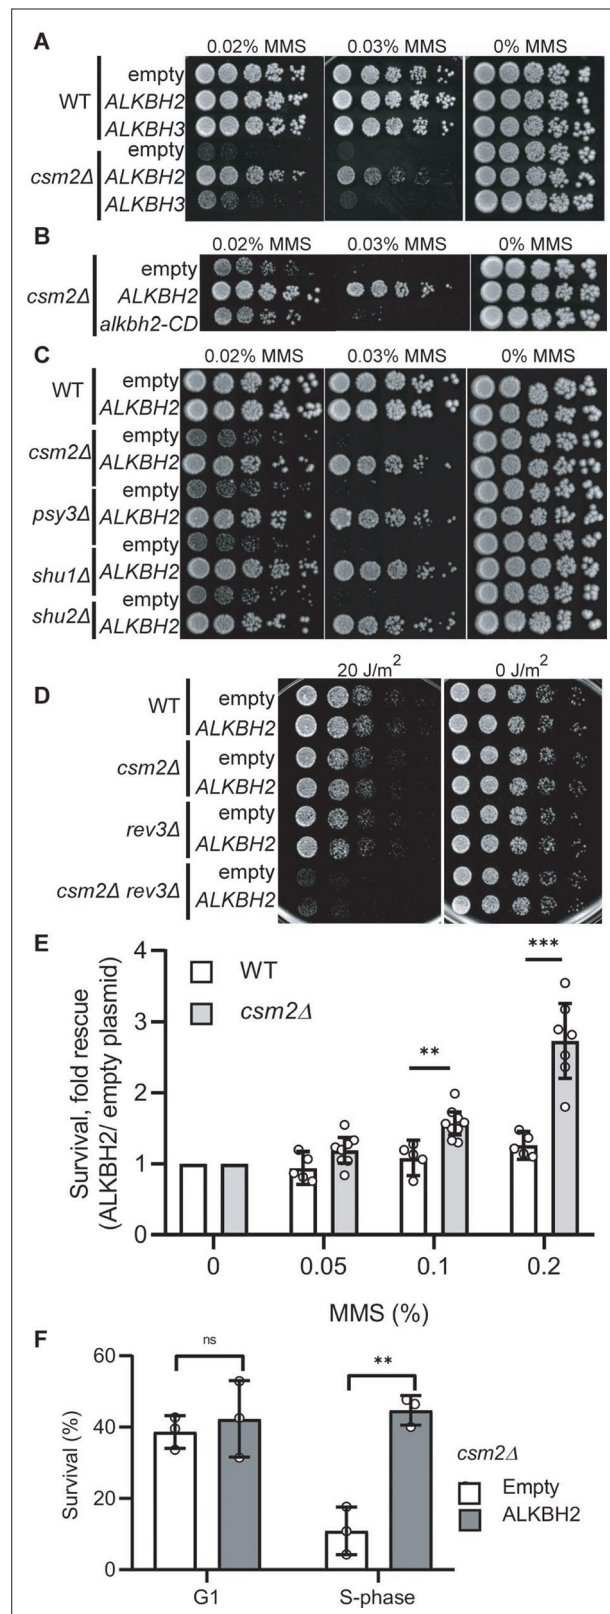 A
0.02% MMS 0.03% MMS 0% MMS
WT
empty
ALKBH2
ALKBH3
csm2Δ
empty
ALKBH2
ALKBH3
B
0.02% MMS 0.03% MMS 0% MMS
csm2Δ
empty
ALKBH2
alkbh2-CD
C
0.02% MMS 0.03% MMS 0% MMS
WT
empty
ALKBH2
csm2Δ
empty
ALKBH2
psy3Δ
empty
ALKBH2
shu1Δ
empty
ALKBH2
shu2Δ
empty
ALKBH2
D
20 J/m² 0 J/m²
WT
empty
ALKBH2
csm2Δ
empty
ALKBH2
rev3Δ
empty
ALKBH2
csm2Δ rev3Δ
empty
ALKBH2
E
Survival, fold rescue
(ALKBH2/ empty plasmid)
4
3
2
1
0
WT
csm2Δ
**
***
0 0.05 0.1 0.2
MMS (%)
F
Survival (%)
60
40
20
0
ns
**
G1 S-phase
csm2Δ
Empty
ALKBH2